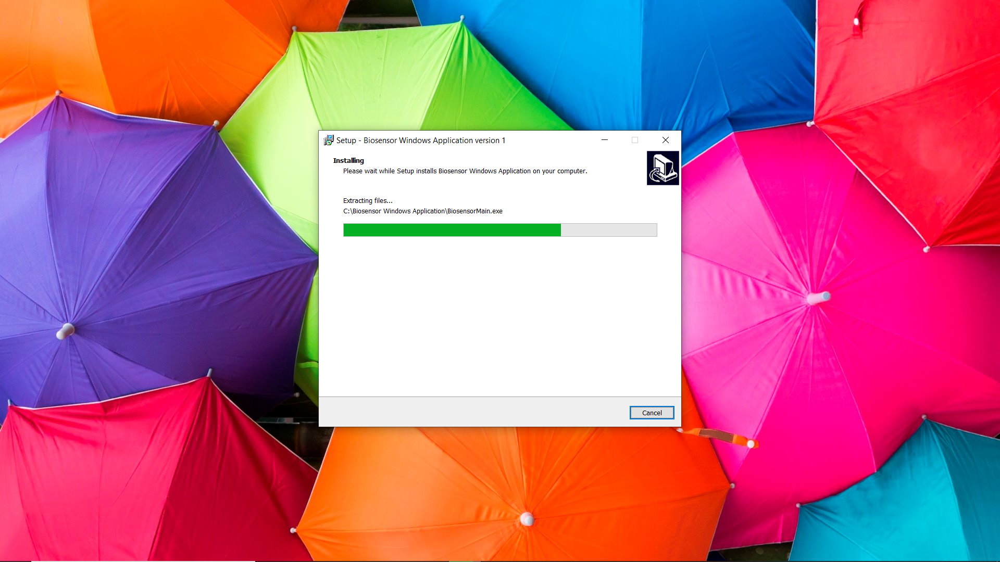 Setup - Biosensor Windows Application version 1
Installing
Please wait while Setup installs Biosensor Windows Application on your computer.
Extracting files...
C:\Biosensor Windows Application\BiosensorMain.exe
Cancel